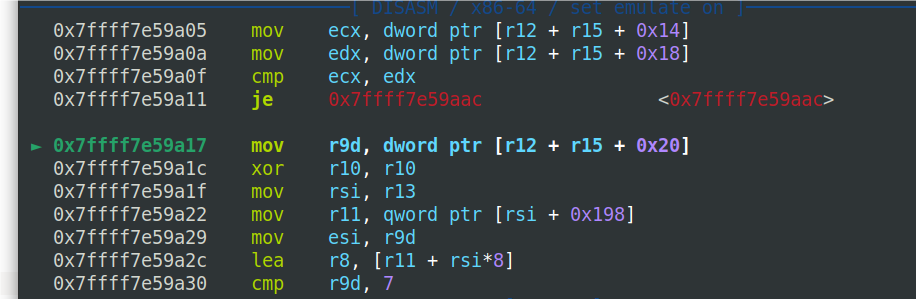 [ DISASM / x86-64 / set emulate on ]
0x7ffff7e59a05 mov ecx, dword ptr [r12 + r15 + 0x14]
0x7ffff7e59a0a mov edx, dword ptr [r12 + r15 + 0x18]
0x7ffff7e59a0f cmp ecx, edx
0x7ffff7e59a11 je 0x7ffff7e59aac <0x7ffff7e59aac>
► 0x7ffff7e59a17 mov r9d, dword ptr [r12 + r15 + 0x20]
0x7ffff7e59a1c xor r10, r10
0x7ffff7e59a1f mov rsi, r13
0x7ffff7e59a22 mov r11, qword ptr [rsi + 0x198]
0x7ffff7e59a29 mov esi, r9d
0x7ffff7e59a2c lea r8, [r11 + rsi*8]
0x7ffff7e59a30 cmp r9d, 7